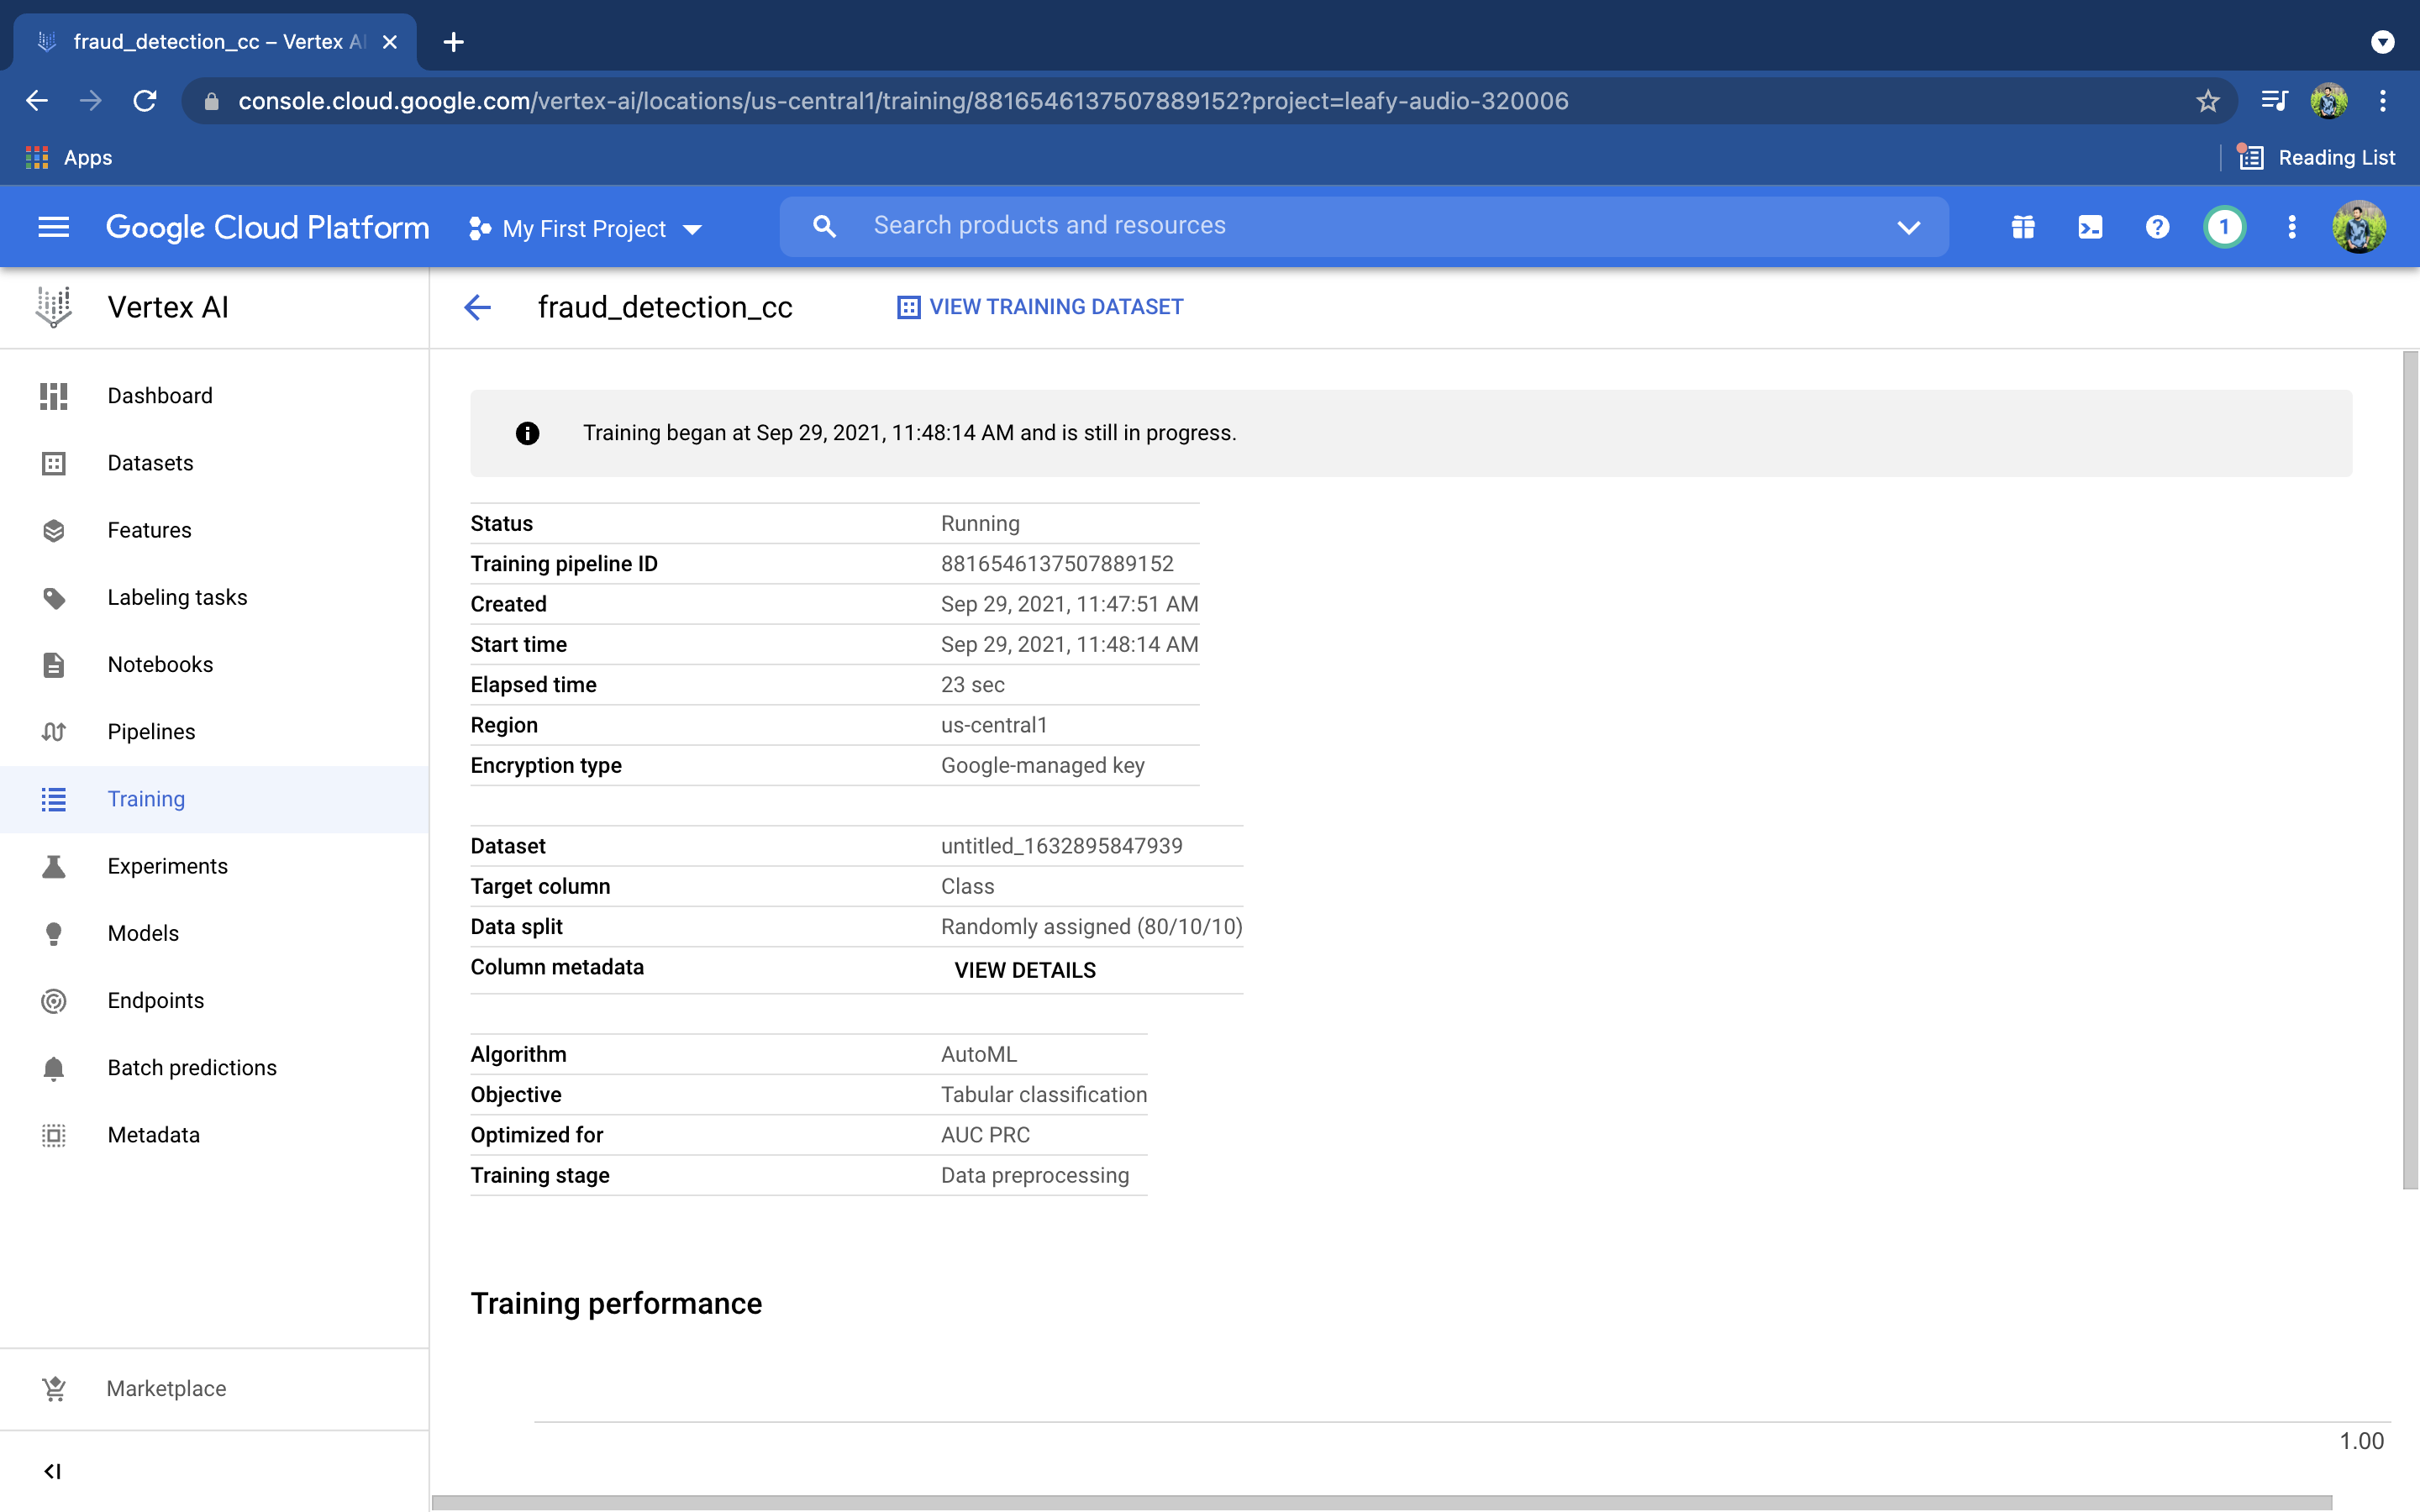 fraud_detection_cc – Vertex AI
console.cloud.google.com/vertex-ai/locations/us-central1/training/8816546137507889152?project=leafy-audio-320006
Apps
Reading List
Google Cloud Platform
My First Project
Search products and resources
1
Vertex AI
fraud_detection_cc
VIEW TRAINING DATASET
Dashboard
Datasets
Features
Labeling tasks
Notebooks
Pipelines
Training
Experiments
Models
Endpoints
Batch predictions
Metadata
Marketplace
Training began at Sep 29, 2021, 11:48:14 AM and is still in progress.
Status Running
Training pipeline ID 8816546137507889152
Created Sep 29, 2021, 11:47:51 AM
Start time Sep 29, 2021, 11:48:14 AM
Elapsed time 23 sec
Region us-central1
Encryption type Google-managed key
Dataset untitled_1632895847939
Target column Class
Data split Randomly assigned (80/10/10)
Column metadata VIEW DETAILS
Algorithm AutoML
Objective Tabular classification
Optimized for AUC PRC
Training stage Data preprocessing
Training performance
1.00